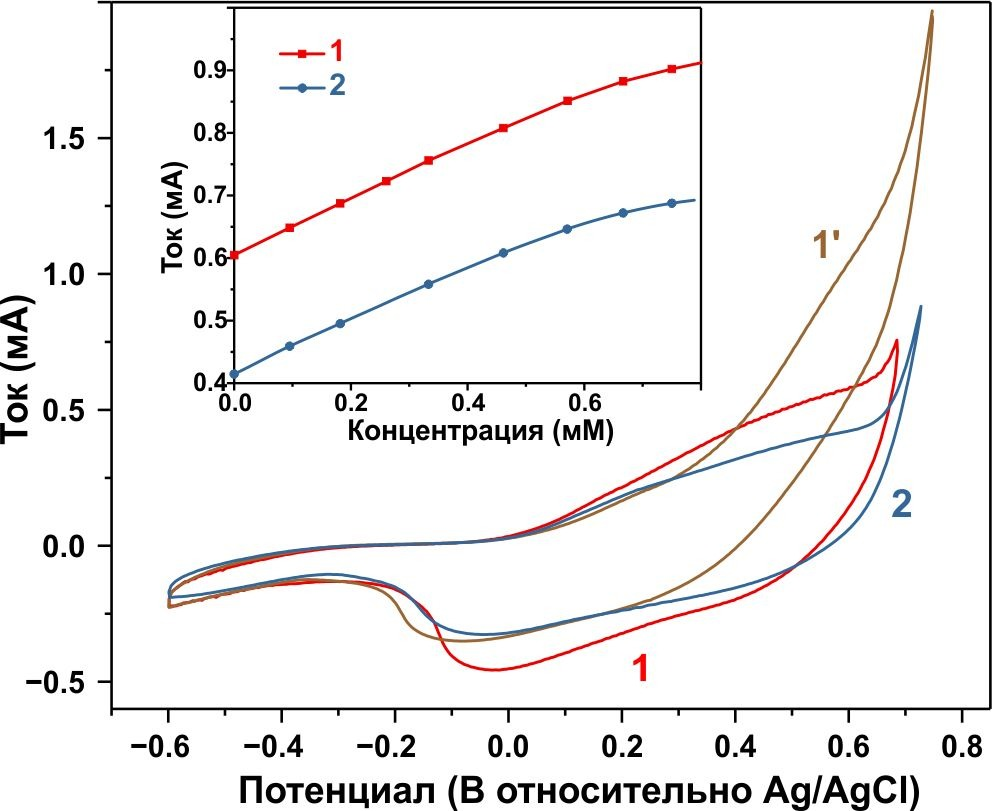 1
2
0.9
0.8
0.7
0.6
0.5
0.4
Ток (мА)
0.0 0.2 0.4 0.6
Концентрация (мМ)
1'
2
1
1.5
1.0
0.5
0.0
−0.5
Ток (мА)
−0.6 −0.4 −0.2 0.0 0.2 0.4 0.6 0.8
Потенциал (В относительно Ag/AgCl)